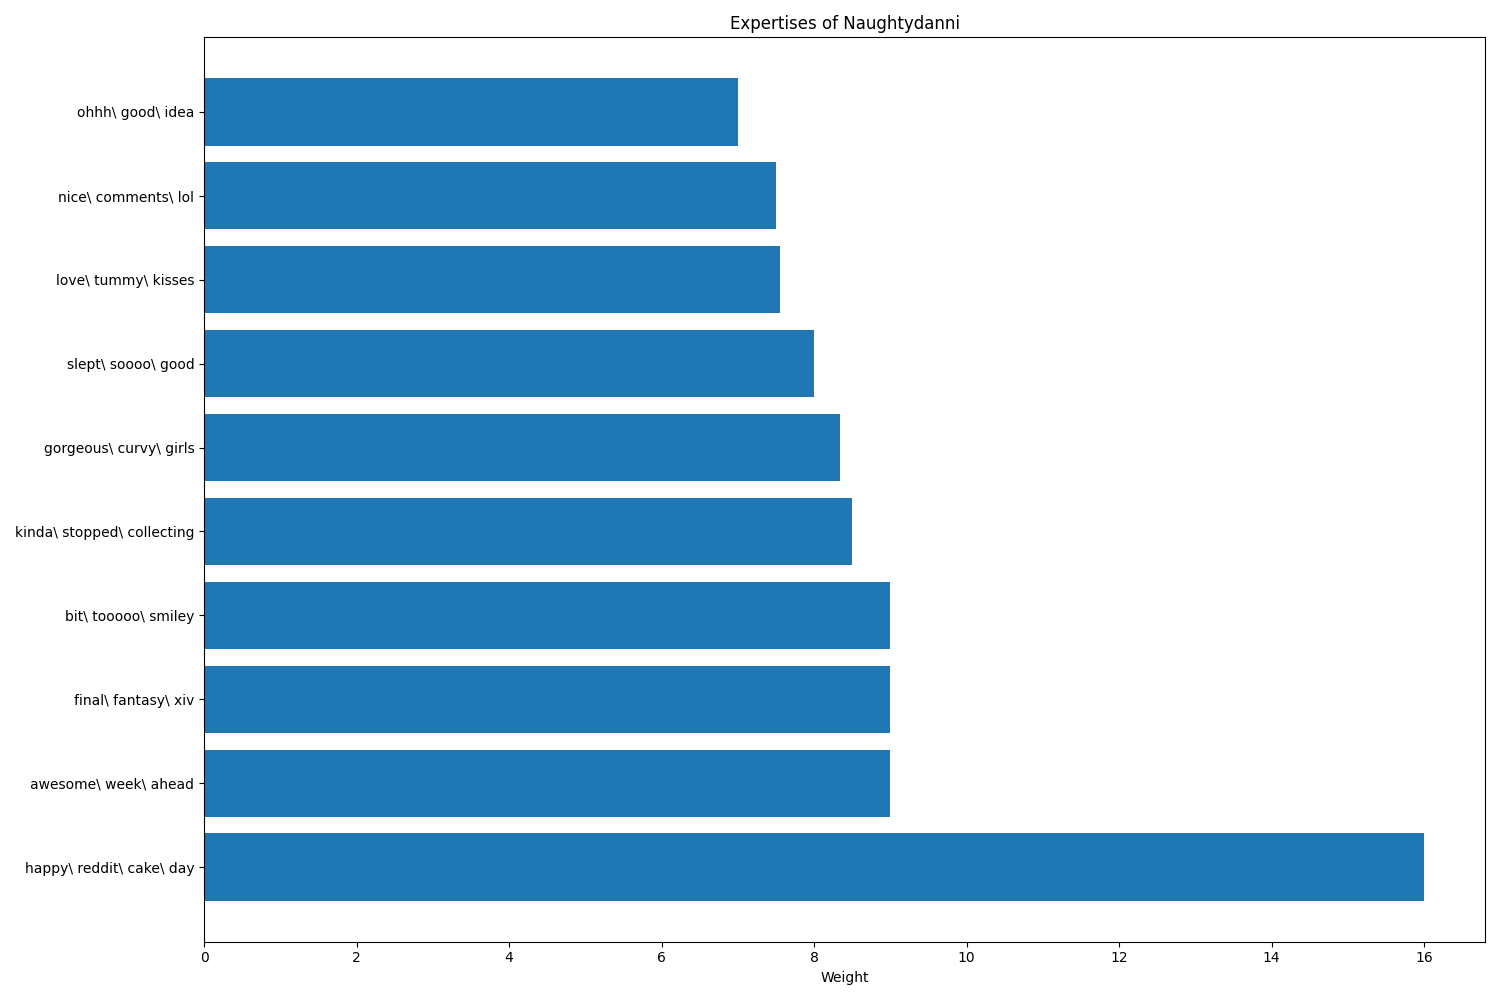 Expertises of Naughtydanni
ohhh\ good\ idea
nice\ comments\ lol
love\ tummy\ kisses
slept\ soooo\ good
gorgeous\ curvy\ girls
kinda\ stopped\ collecting
bit\ tooooo\ smiley
final\ fantasy\ xiv
awesome\ week\ ahead
happy\ reddit\ cake\ day
0 2 4 6 8 10 12 14 16
Weight